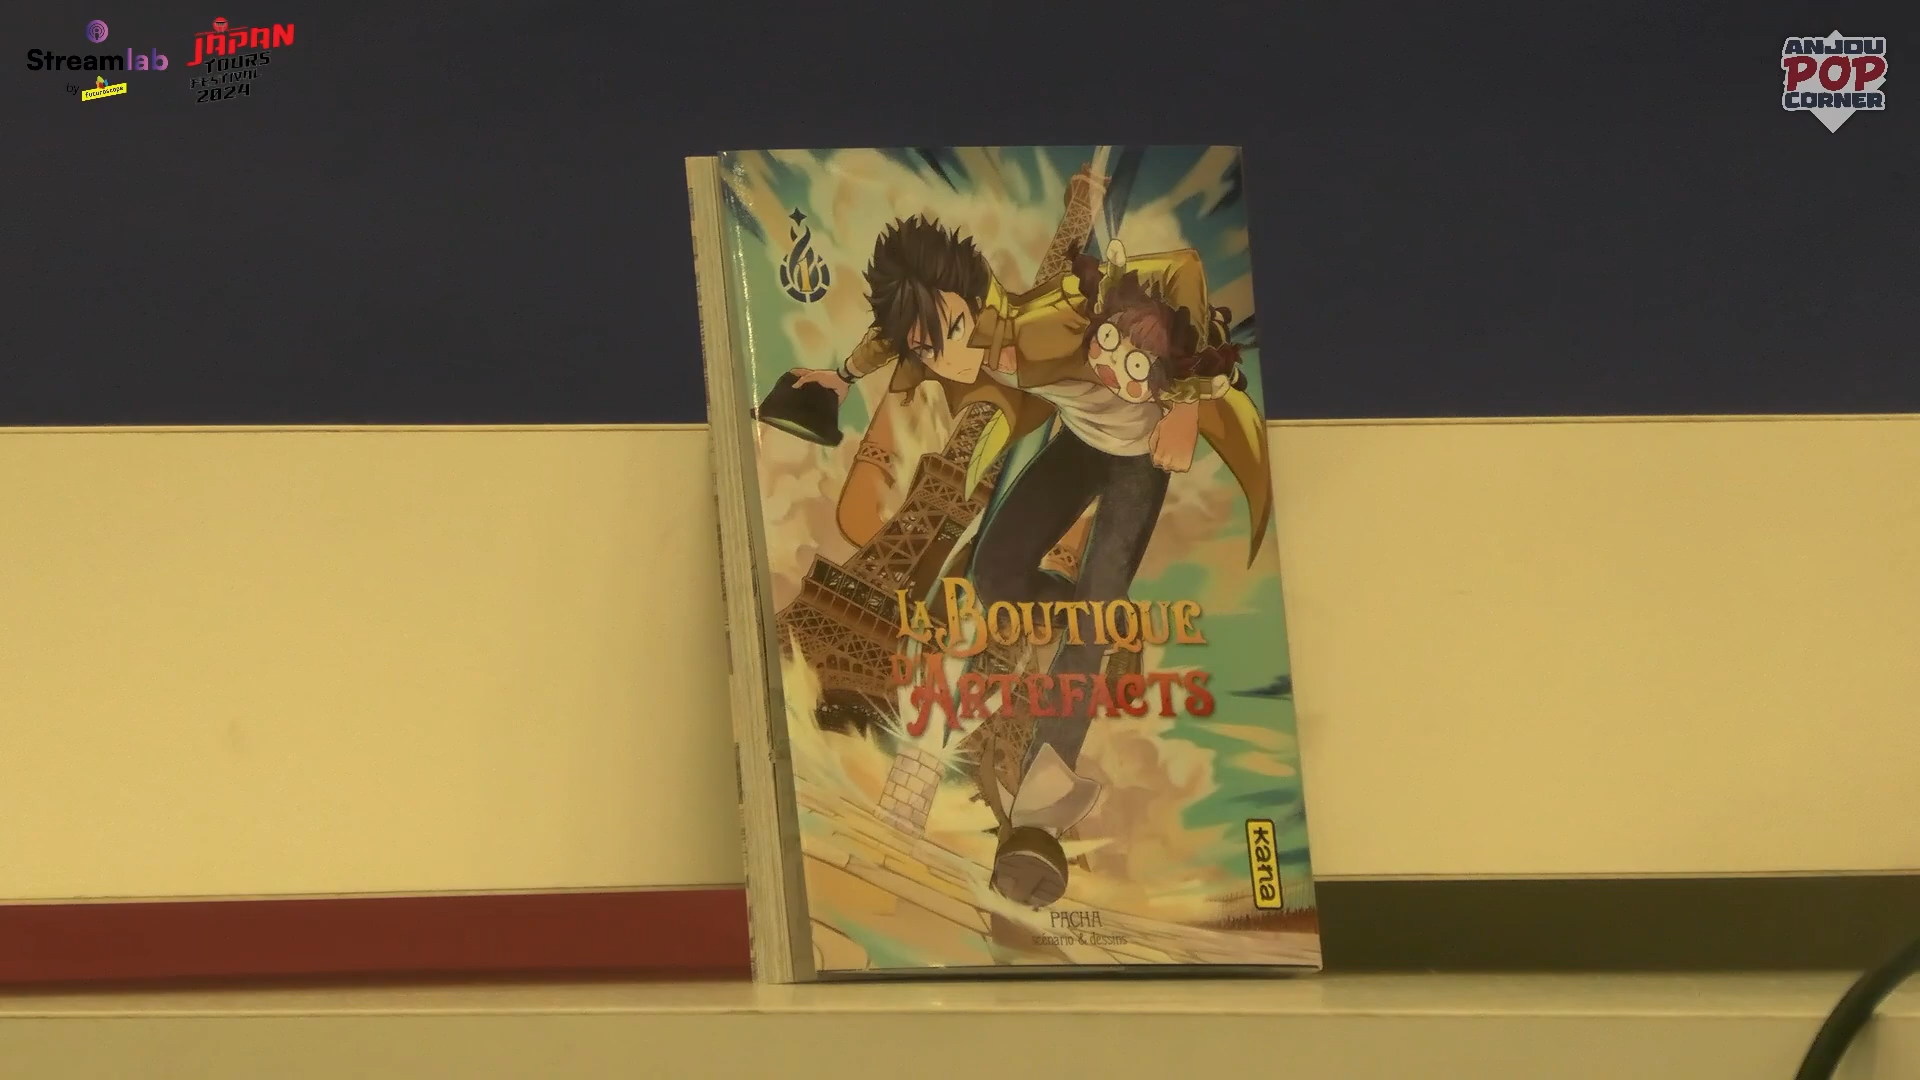 Streamlab
by futuroscope
JAPAN
TOURS
FESTIVAL
2024
ANJOU
POP
CORNER
1
LA BOUTIQUE
D'ARTEFACTS
kana
PACHA
scénario & dessins